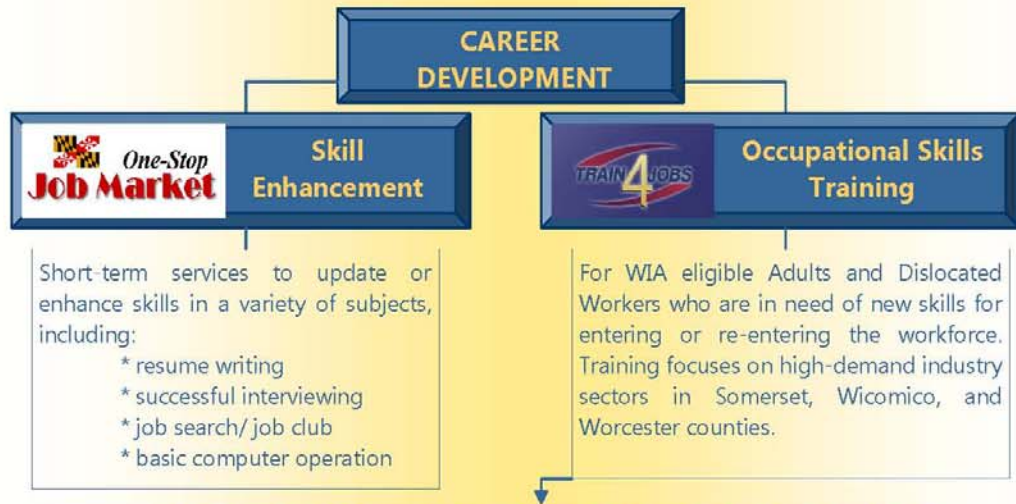 CAREER
DEVELOPMENT
One-Stop
Job Market
Skill
Enhancement
Short-term services to update or
enhance skills in a variety of subjects,
including:
* resume writing
* successful interviewing
* job search/ job club
* basic computer operation
TRAIN 4 JOBS
Occupational Skills
Training
For WIA eligible Adults and Dislocated
Workers who are in need of new skills for
entering or re-entering the workforce.
Training focuses on high-demand industry
sectors in Somerset, Wicomico, and
Worcester counties.